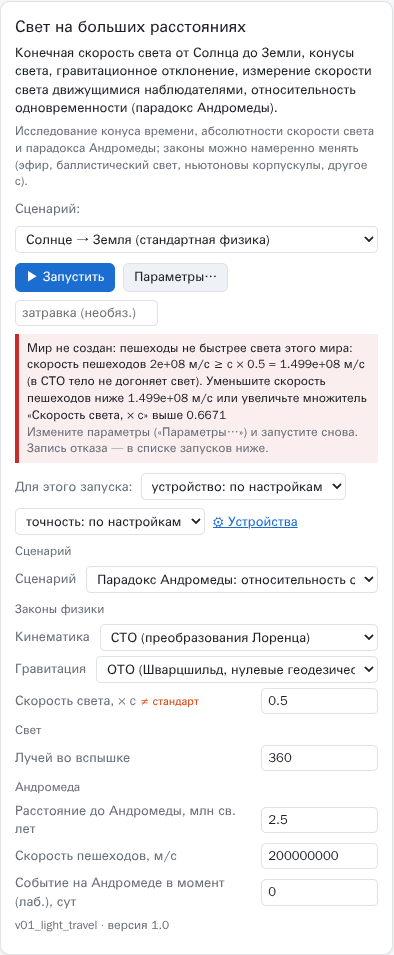 Свет на больших расстояниях
Конечная скорость света от Солнца до Земли, конусы
света, гравитационное отклонение, измерение скорости
света движущимися наблюдателями, относительность
одновременности (парадокс Андромеды).
Исследование конуса времени, абсолютности скорости света
и парадокса Андромеды; законы можно намеренно менять
(эфир, баллистический свет, ньютоновы корпускулы, другое
c).
Сценарий:
Солнце → Земля (стандартная физика)
▶ Запустить Параметры…
затравка (необяз.)
Мир не создан: пешеходы не быстрее света этого мира:
скорость пешеходов 2e+08 м/с ≥ c × 0.5 = 1.499e+08 м/с
(в СТО тело не догоняет свет). Уменьшите скорость
пешеходов ниже 1.499e+08 м/с или увеличьте множитель
«Скорость света, × c» выше 0.6671
Измените параметры («Параметры…») и запустите снова.
Запись отказа — в списке запусков ниже.
Для этого запуска: устройство: по настройкам
точность: по настройкам ⚙ Устройства
Сценарий
Сценарий Парадокс Андромеды: относительность с
Законы физики
Кинематика СТО (преобразования Лоренца)
Гравитация ОТО (Шварцшильд, нулевые геодезичес
Скорость света, × c ≠ стандарт 0.5
Свет
Лучей во вспышке 360
Андромеда
Расстояние до Андромеды, млн св.
лет 2.5
Скорость пешеходов, м/с 200000000
Событие на Андромеде в момент
(лаб.), сут 0
v01_light_travel · версия 1.0